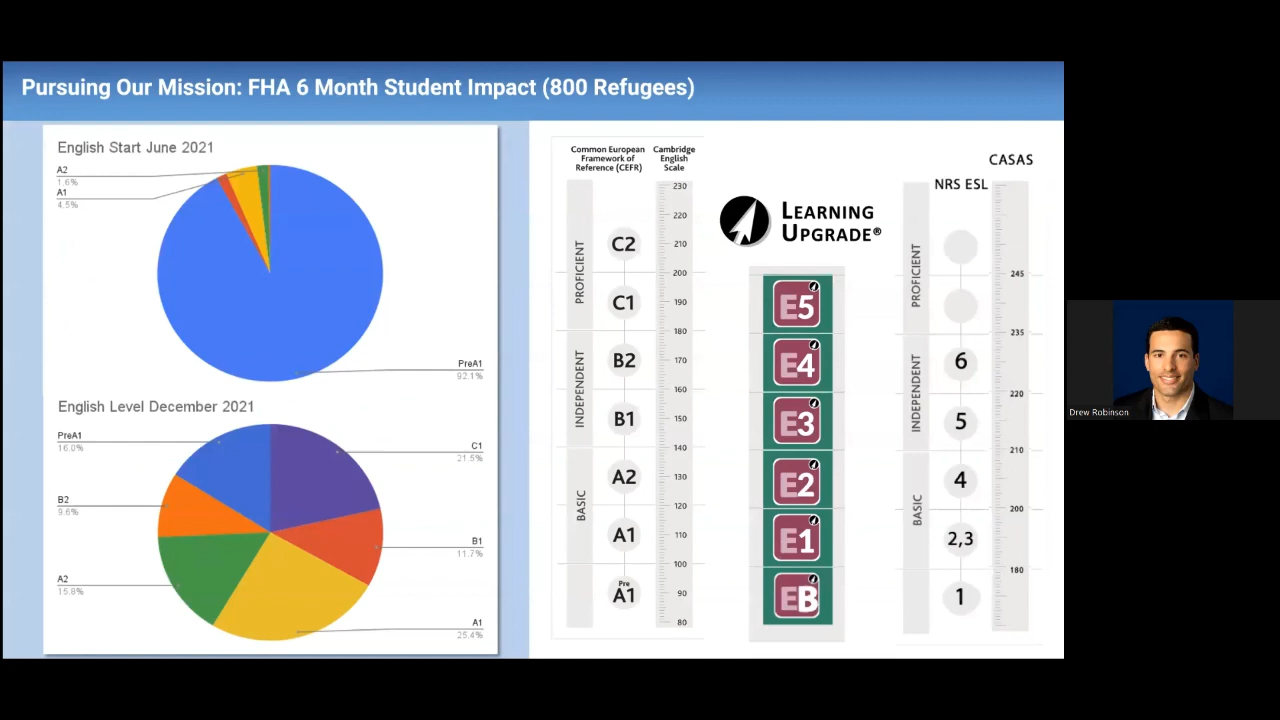 Pursuing Our Mission: FHA 6 Month Student Impact (800 Refugees)
English Start June 2021
A2
1.6%
A1
4.5%
PreA1
92.1%
English Level December 2021
PreA1
16.0%
C1
21.5%
B2
9.6%
B1
11.7%
A2
15.8%
A1
25.4%
Common European
Framework of
Reference (CEFR)
Cambridge
English
Scale
PROFICIENT
INDEPENDENT
BASIC
C2
C1
B2
B1
A2
A1
Pre
A1
230
220
210
200
190
180
170
160
150
140
130
120
110
100
90
80
LEARNING
UPGRADE®
E5
E4
E3
E2
E1
EB
CASAS
NRS ESL
PROFICIENT
INDEPENDENT
BASIC
6
5
4
2,3
1
245
235
220
210
200
180
Drew Robinson